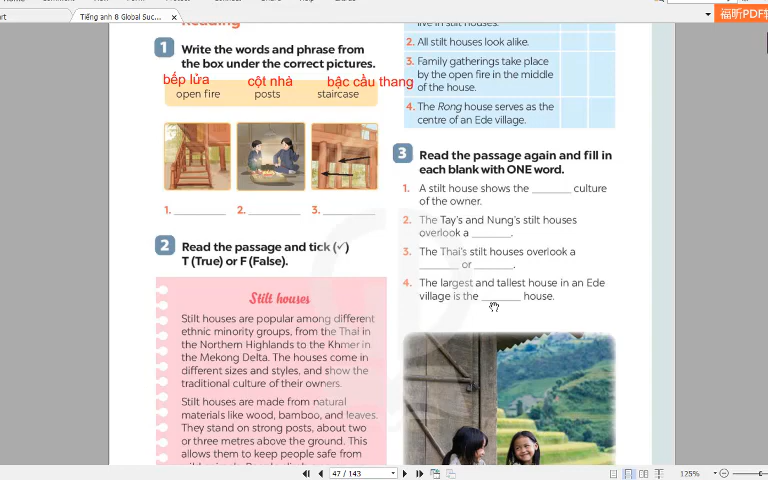 Tiếng anh 8 Global Suc...
福昕PDF
Reading
1 Write the words and phrase from
the box under the correct pictures.
bếp lửa cột nhà bậc cầu thang
open fire posts staircase
1. 2. 3.
2 Read the passage and tick (✓)
T (True) or F (False).
Stilt houses
Stilt houses are popular among different
ethnic minority groups, from the Thai in
the Northern Highlands to the Khmer in
the Mekong Delta. The houses come in
different sizes and styles, and show the
traditional culture of their owners.
Stilt houses are made from natural
materials like wood, bamboo, and leaves.
They stand on strong posts, about two
or three metres above the ground. This
allows them to keep people safe from
live in stilt houses.
2. All stilt houses look alike.
3. Family gatherings take place
by the open fire in the middle
of the house.
4. The Rong house serves as the
centre of an Ede village.
3 Read the passage again and fill in
each blank with ONE word.
1. A stilt house shows the ________ culture
of the owner.
2. The Tay's and Nung's stilt houses
overlook a ________.
3. The Thai's stilt houses overlook a
________ or ________.
4. The largest and tallest house in an Ede
village is the ________ house.
47 / 143
125%